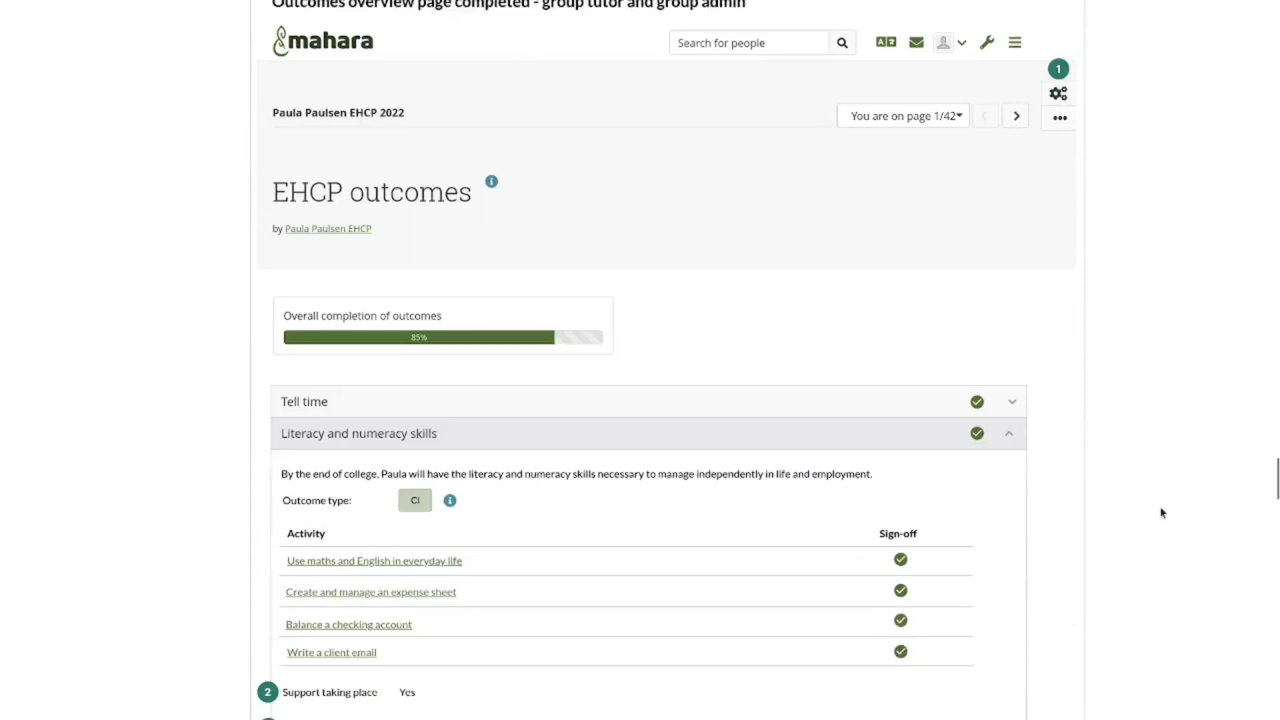 Outcomes overview page completed - group tutor and group admin
mahara
Search for people
1
Paula Paulsen EHCP 2022
You are on page 1/42
EHCP outcomes
by Paula Paulsen EHCP
Overall completion of outcomes
85%
Tell time
Literacy and numeracy skills
By the end of college, Paula will have the literacy and numeracy skills necessary to manage independently in life and employment.
Outcome type: CI
Activity Sign-off
Use maths and English in everyday life
Create and manage an expense sheet
Balance a checking account
Write a client email
2 Support taking place Yes